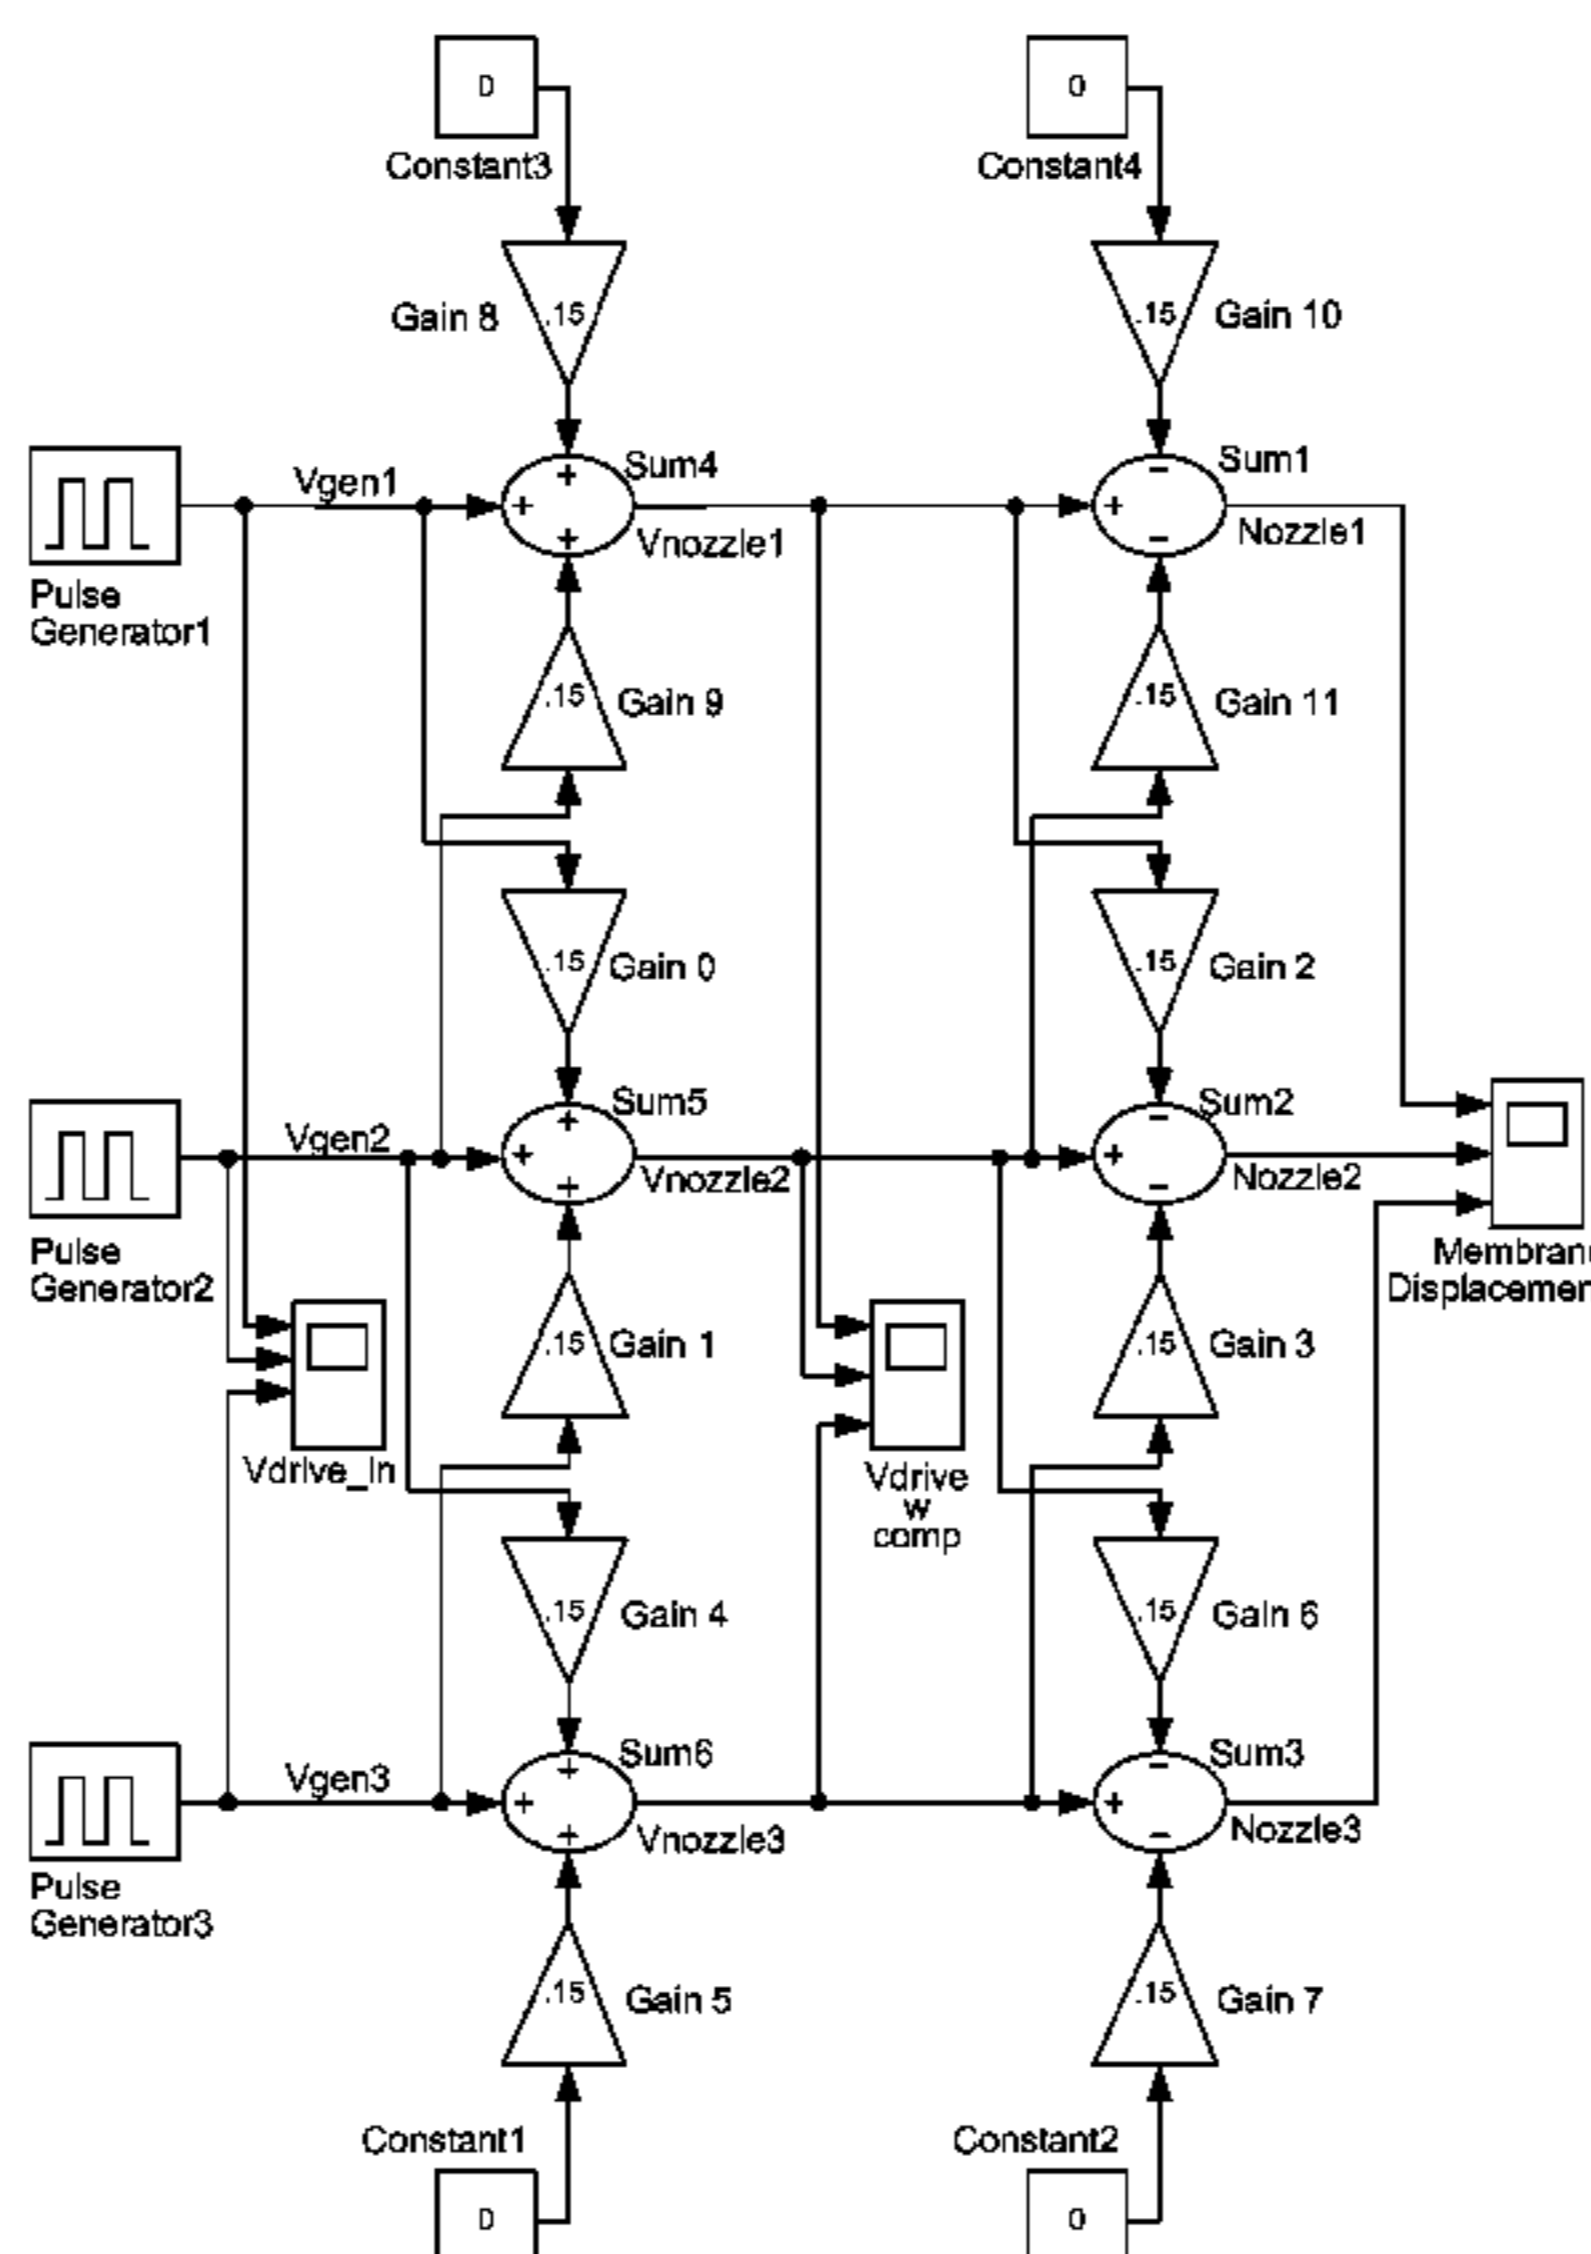 D
0
Constant3
Constant4
.15
Gain 8
.15
Gain 10
Vgen1
+
+
+
Sum4
Vnozzle1
+
−
−
Sum1
Nozzle1
Pulse
Generator1
.15
Gain 9
.15
Gain 11
.15
Gain 0
.15
Gain 2
Vgen2
+
+
+
Sum5
Vnozzle2
+
−
−
Sum2
Nozzle2
Pulse
Generator2
Membran
Displacemen
.15
Gain 1
.15
Gain 3
Vdrive_in
Vdrive
w
comp
.15
Gain 4
.15
Gain 6
Vgen3
+
+
+
Sum6
Vnozzle3
+
−
−
Sum3
Nozzle3
Pulse
Generator3
.15
Gain 5
.15
Gain 7
Constant1
Constant2
D
0